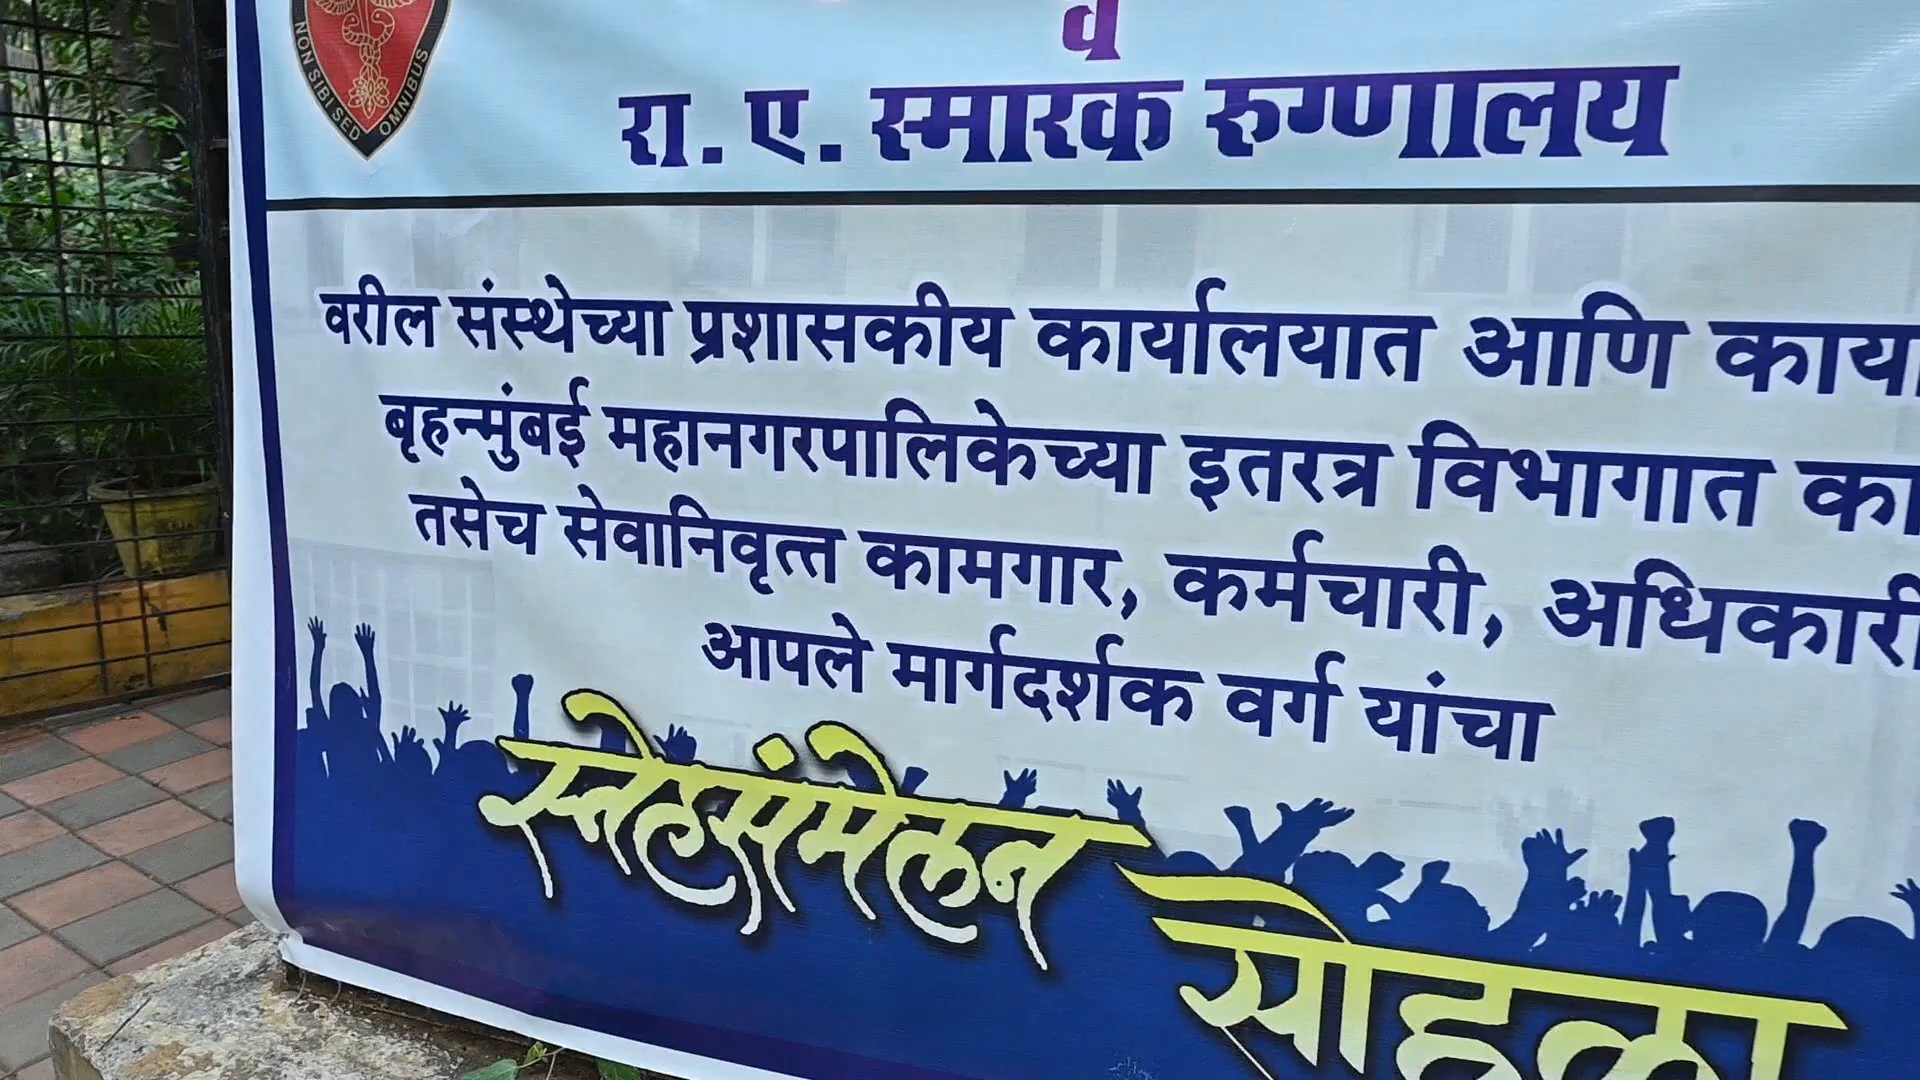 NON SIBI SED OMNIBUS
व
रा. ए. स्मारक रुग्णालय
वरील संस्थेच्या प्रशासकीय कार्यालयात आणि
बृहन्मुंबई महानगरपालिकेच्या इतरत्र विभागात
तसेच सेवानिवृत्त कामगार, कर्मचारी, अधिकारी
आपले मार्गदर्शक वर्ग यांचा
स्नेहसंमेलन
सोहळा